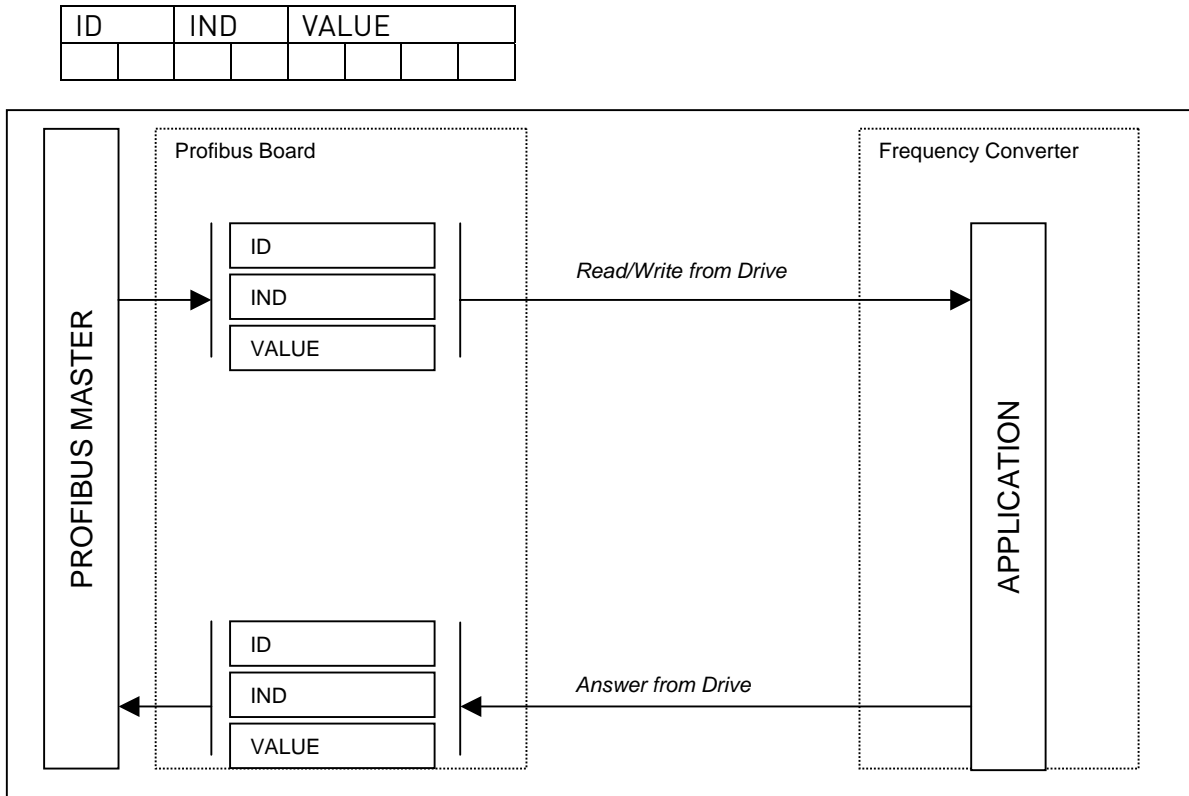 ID IND VALUE
Profibus Board
Frequency Converter
ID
IND
VALUE
Read/Write from Drive
PROFIBUS MASTER
APPLICATION
ID
IND
VALUE
Answer from Drive